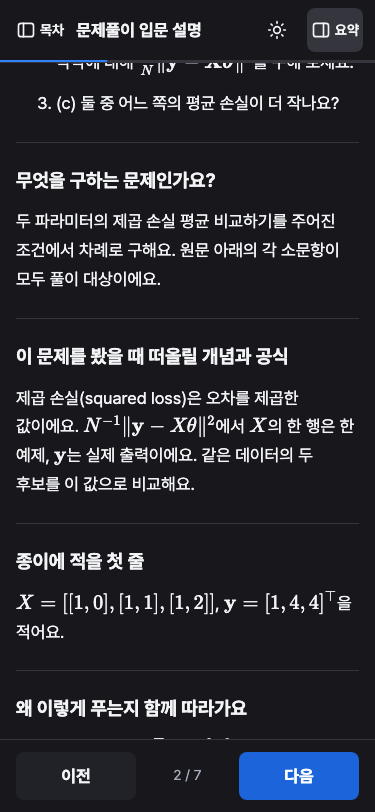 목차 문제풀이 입문 설명 요약
3. (c) 둘 중 어느 쪽의 평균 손실이 더 작나요?
무엇을 구하는 문제인가요?
두 파라미터의 제곱 손실 평균 비교하기를 주어진
조건에서 차례로 구해요. 원문 아래의 각 소문항이
모두 풀이 대상이에요.
이 문제를 봤을 때 떠올릴 개념과 공식
제곱 손실(squared loss)은 오차를 제곱한
값이에요. N⁻¹‖y − Xθ‖²에서 X의 한 행은 한
예제, y는 실제 출력이에요. 같은 데이터의 두
후보를 이 값으로 비교해요.
종이에 적을 첫 줄
X = [[1, 0], [1, 1], [1, 2]], y = [1, 4, 4]⊤을
적어요.
왜 이렇게 푸는지 함께 따라가요
이전 2 / 7 다음